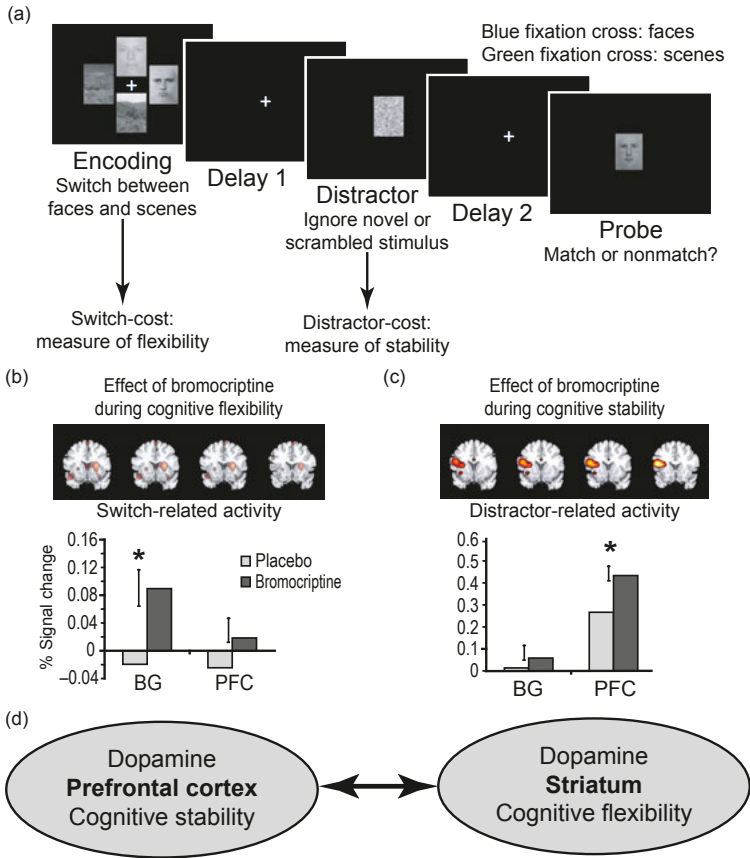 (a)
Blue fixation cross: faces
Green fixation cross: scenes
Encoding
Switch between
faces and scenes
Delay 1
Distractor
Ignore novel or
scrambled stimulus
Delay 2
Probe
Match or nonmatch?
Switch-cost:
measure of flexibility
Distractor-cost:
measure of stability
(b)
Effect of bromocriptine
during cognitive flexibility
Switch-related activity
% Signal change
0.16
0.12
0.08
0.04
0
–0.04
*
Placebo
Bromocriptine
BG
PFC
(c)
Effect of bromocriptine
during cognitive stability
Distractor-related activity
0.6
0.5
0.4
0.3
0.2
0.1
0
*
BG
PFC
(d)
Dopamine
Prefrontal cortex
Cognitive stability
Dopamine
Striatum
Cognitive flexibility